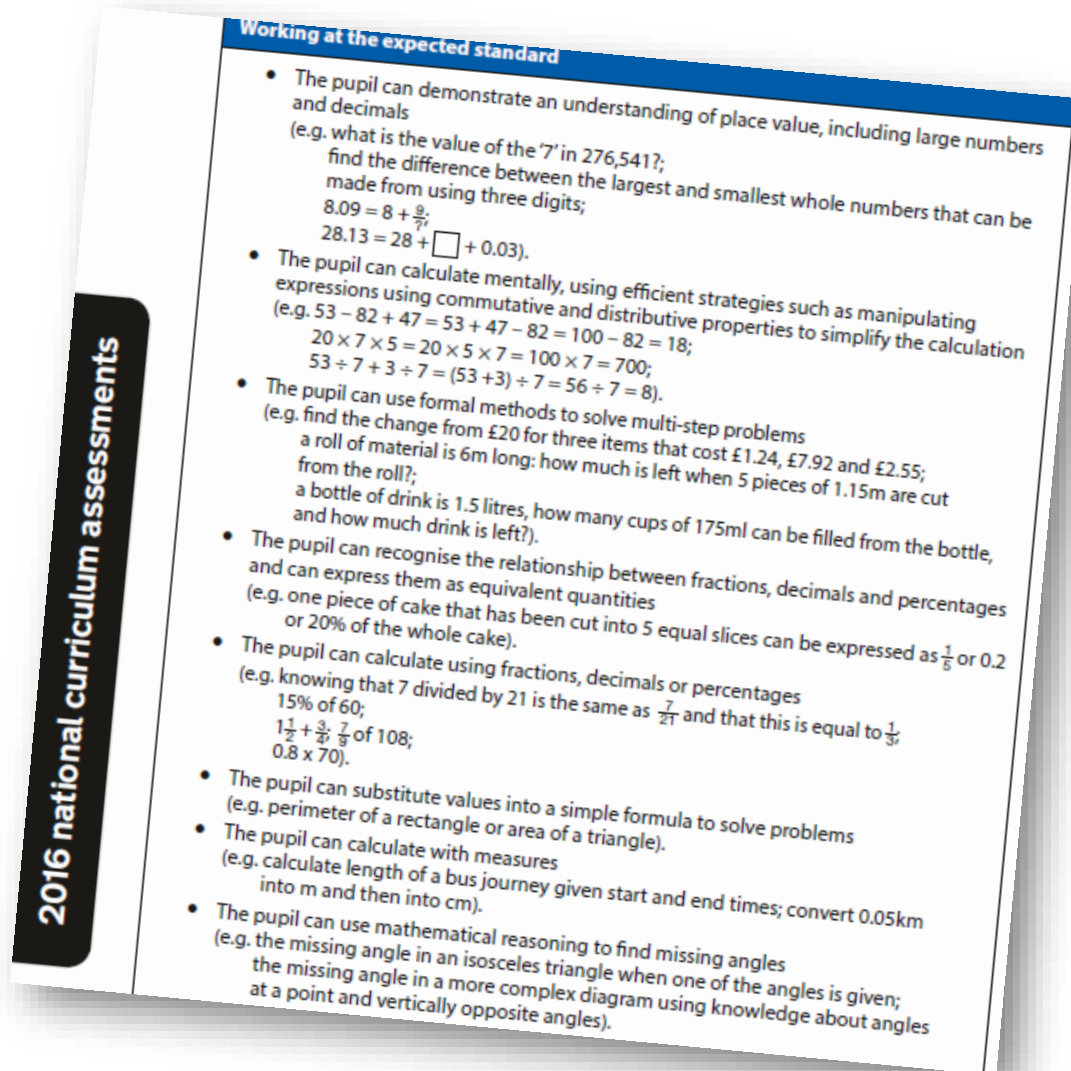 Working at the expected standard
• The pupil can demonstrate an understanding of place value, including large numbers
and decimals
(e.g. what is the value of the '7' in 276,541?;
find the difference between the largest and smallest whole numbers that can be
made from using three digits;
8.09 = 8 + 9/?;
28.13 = 28 + □ + 0.03).
• The pupil can calculate mentally, using efficient strategies such as manipulating
expressions using commutative and distributive properties to simplify the calculation
(e.g. 53 – 82 + 47 = 53 + 47 – 82 = 100 – 82 = 18;
20 × 7 × 5 = 20 × 5 × 7 = 100 × 7 = 700;
53 ÷ 7 + 3 ÷ 7 = (53 +3) ÷ 7 = 56 ÷ 7 = 8).
• The pupil can use formal methods to solve multi-step problems
(e.g. find the change from £20 for three items that cost £1.24, £7.92 and £2.55;
a roll of material is 6m long: how much is left when 5 pieces of 1.15m are cut
from the roll?;
a bottle of drink is 1.5 litres, how many cups of 175ml can be filled from the bottle,
and how much drink is left?).
• The pupil can recognise the relationship between fractions, decimals and percentages
and can express them as equivalent quantities
(e.g. one piece of cake that has been cut into 5 equal slices can be expressed as 1/5 or 0.2
or 20% of the whole cake).
• The pupil can calculate using fractions, decimals or percentages
(e.g. knowing that 7 divided by 21 is the same as 7/21 and that this is equal to 1/3;
15% of 60;
1 1/2 + 3/4; 7/9 of 108;
0.8 x 70).
• The pupil can substitute values into a simple formula to solve problems
(e.g. perimeter of a rectangle or area of a triangle).
• The pupil can calculate with measures
(e.g. calculate length of a bus journey given start and end times; convert 0.05km
into m and then into cm).
• The pupil can use mathematical reasoning to find missing angles
(e.g. the missing angle in an isosceles triangle when one of the angles is given;
the missing angle in a more complex diagram using knowledge about angles
at a point and vertically opposite angles).
2016 national curriculum assessments